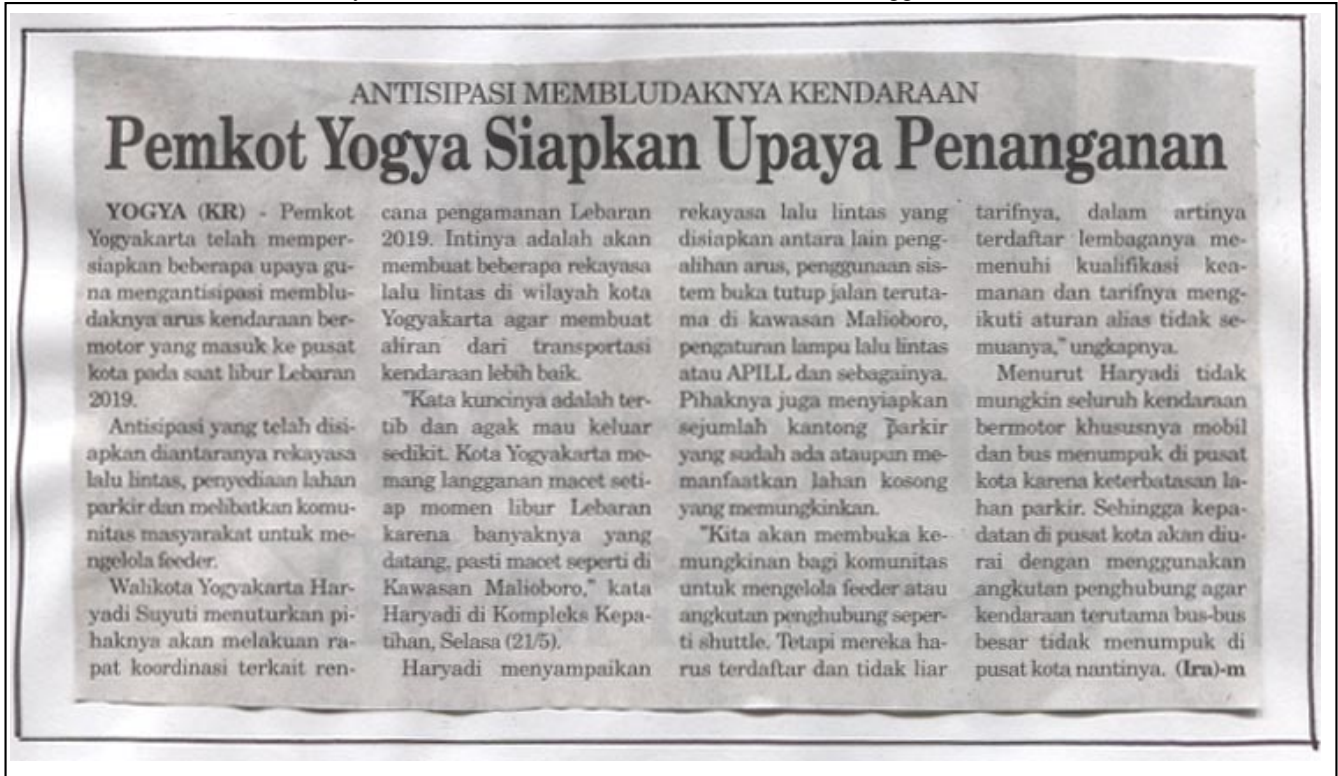 ANTISIPASI MEMBLUDAKNYA KENDARAAN
Pemkot Yogya Siapkan Upaya Penanganan
YOGYA (KR) - Pemkot
Yogyakarta telah memper-
siapkan beberapa upaya gu-
na mengantisipasi memblu-
daknya arus kendaraan ber-
motor yang masuk ke pusat
kota pada saat libur Lebaran
2019.
Antisipasi yang telah disi-
apkan diantaranya rekayasa
lalu lintas, penyediaan lahan
parkir dan melibatkan komu-
nitas masyarakat untuk me-
ngelola feeder.
Walikota Yogyakarta Har-
yadi Suyuti menuturkan pi-
haknya akan melakuan ra-
pat koordinasi terkait ren-
cana pengamanan Lebaran
2019. Intinya adalah akan
membuat beberapa rekayasa
lalu lintas di wilayah kota
Yogyakarta agar membuat
aliran dari transportasi
kendaraan lebih baik.
"Kata kuncinya adalah ter-
tib dan agak mau keluar
sedikit. Kota Yogyakarta me-
mang langganan macet seti-
ap momen libur Lebaran
karena banyaknya yang
datang, pasti macet seperti di
Kawasan Malioboro," kata
Haryadi di Kompleks Kepa-
tihan, Selasa (21/5).
Haryadi menyampaikan
rekayasa lalu lintas yang
disiapkan antara lain peng-
alihan arus, penggunaan sis-
tem buka tutup jalan teruta-
ma di kawasan Malioboro,
pengaturan lampu lalu lintas
atau APILL dan sebagainya.
Pihaknya juga menyiapkan
sejumlah kantong parkir
yang sudah ada ataupun me-
manfaatkan lahan kosong
yang memungkinkan.
"Kita akan membuka ke-
mungkinan bagi komunitas
untuk mengelola feeder atau
angkutan penghubung seper-
ti shuttle. Tetapi mereka ha-
rus terdaftar dan tidak liar
tarifnya, dalam artinya
terdaftar lembaganya me-
menuhi kualifikasi kea-
manan dan tarifnya meng-
ikuti aturan alias tidak se-
muanya," ungkapnya.
Menurut Haryadi tidak
mungkin seluruh kendaraan
bermotor khususnya mobil
dan bus menumpuk di pusat
kota karena keterbatasan la-
han parkir. Sehingga kepa-
datan di pusat kota akan diu-
rai dengan menggunakan
angkutan penghubung agar
kendaraan terutama bus-bus
besar tidak menumpuk di
pusat kota nantinya. (Ira)-m